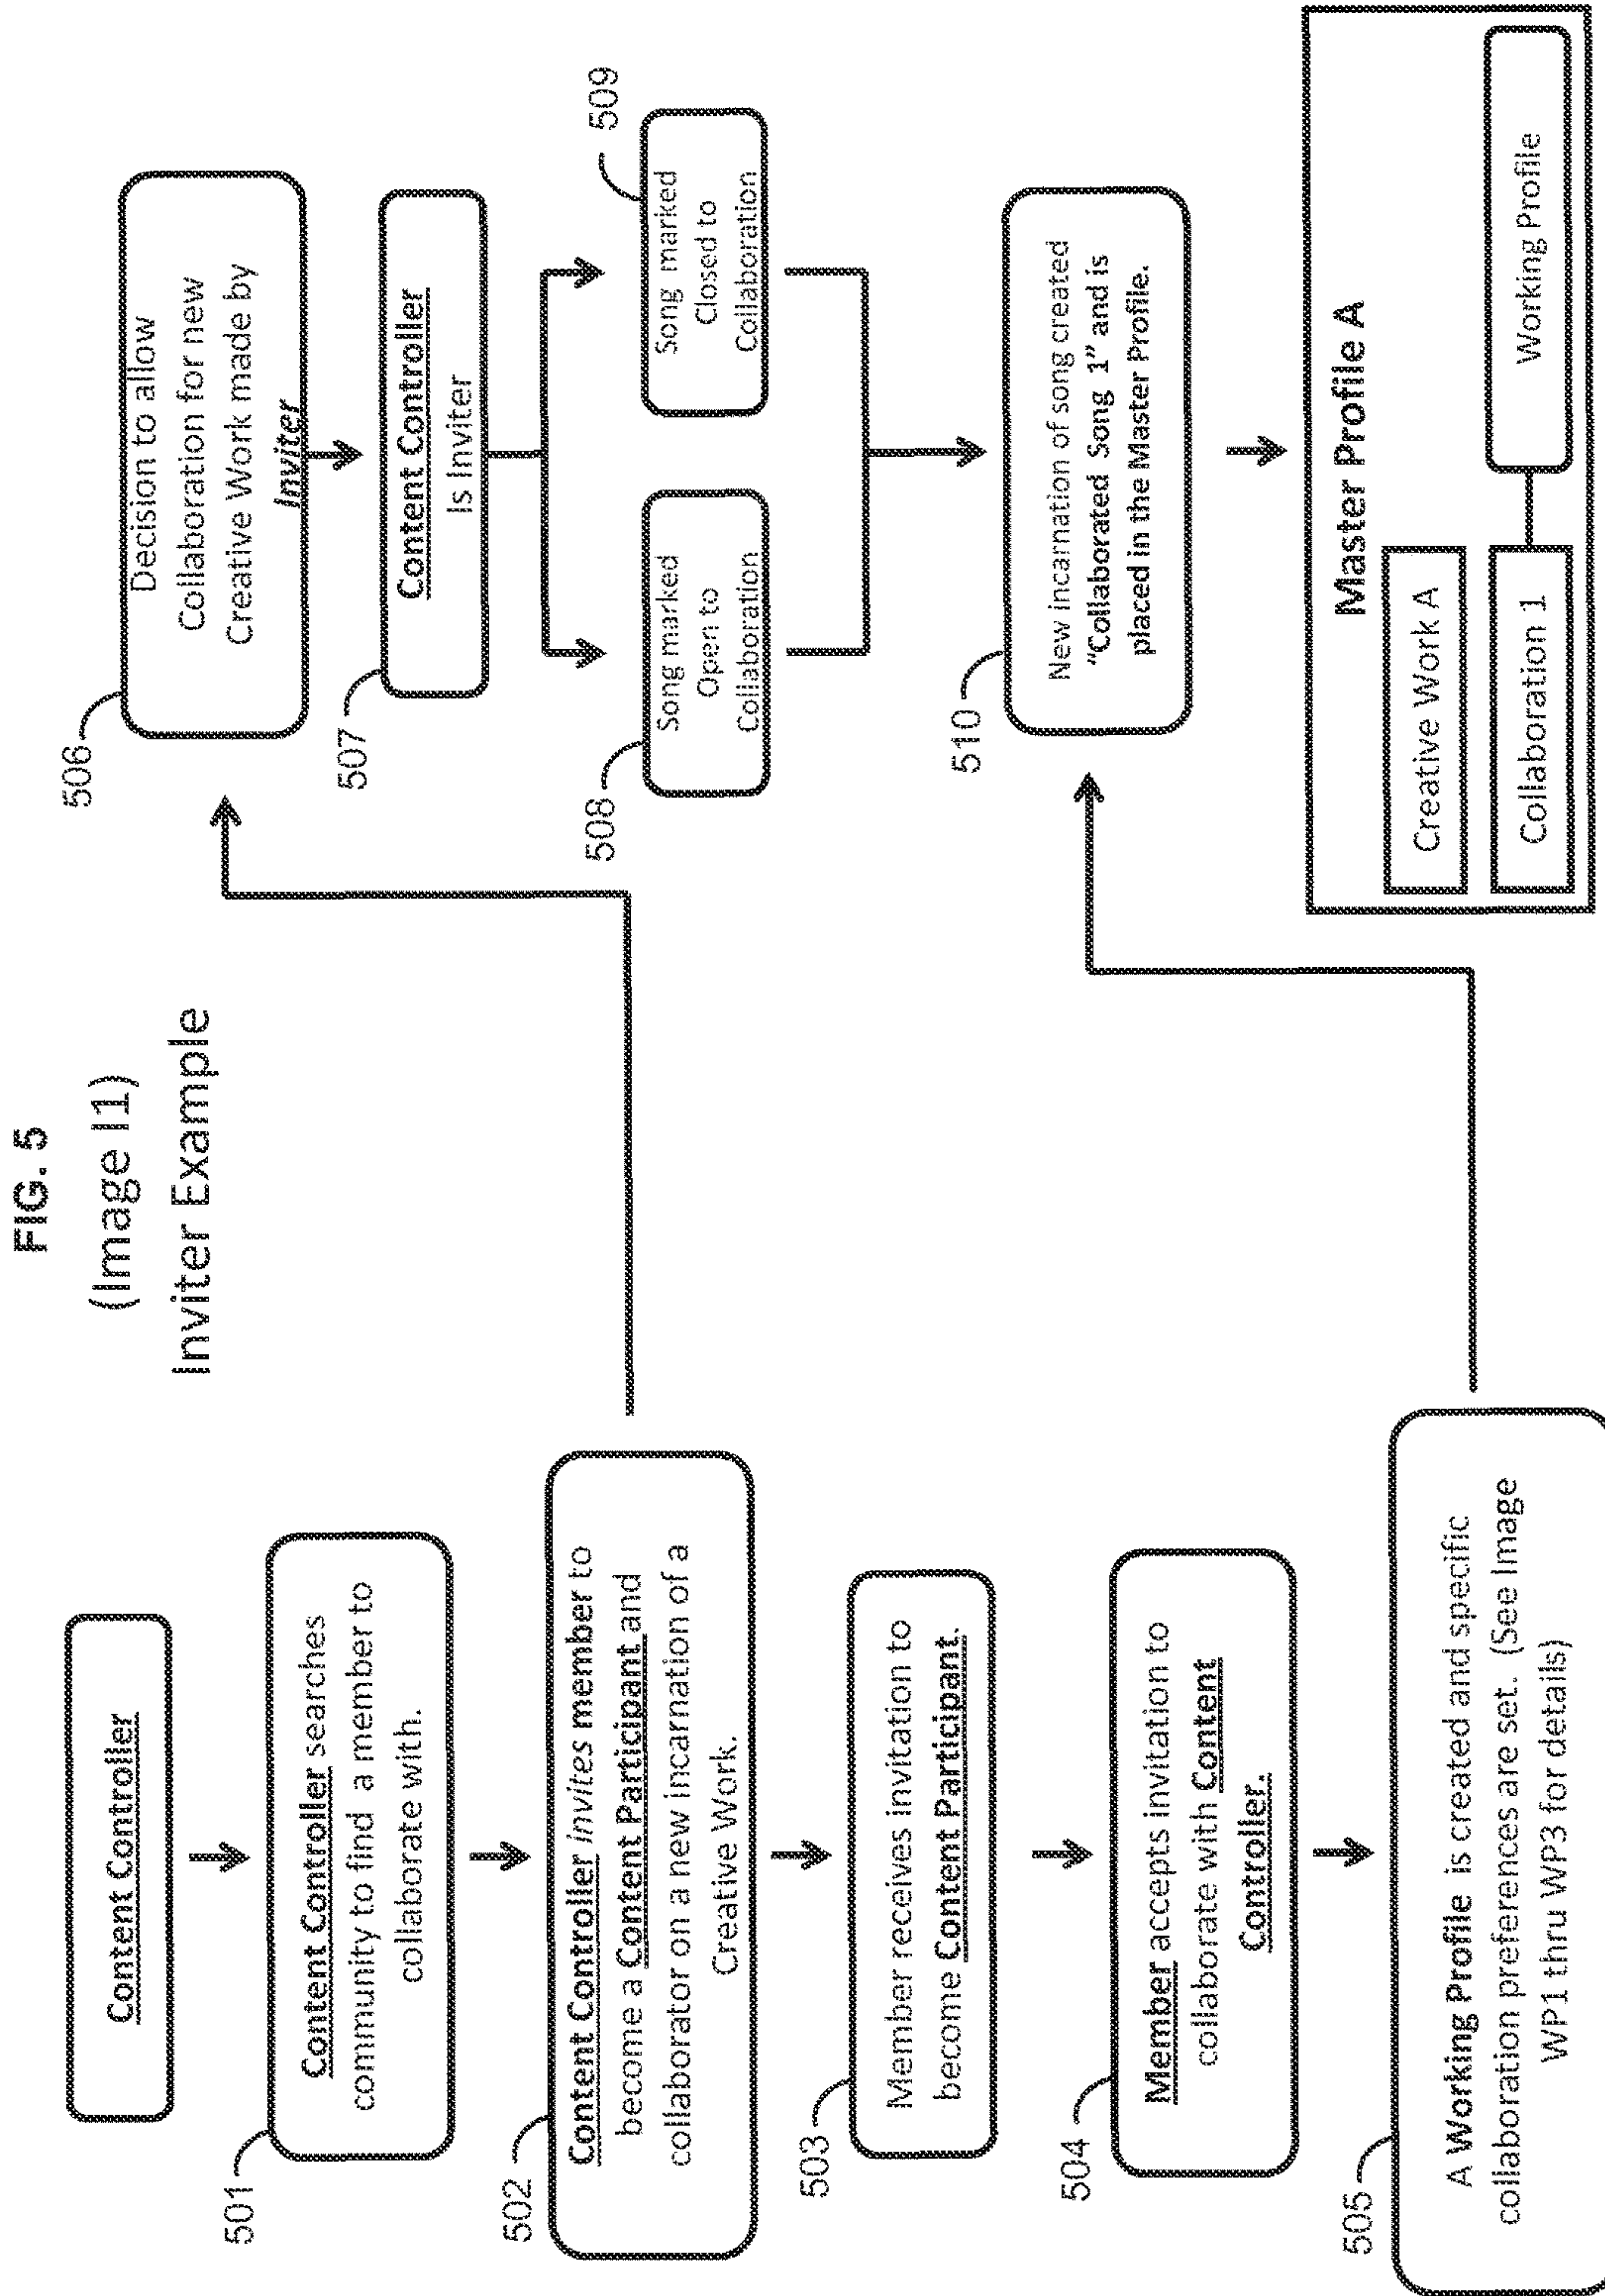 FIG. 5
(Image I1)
Inviter Example
Content Controller
501
Content Controller searches
community to find a member to
collaborate with.
502
Content Controller invites member to
become a Content Participant and
collaborator on a new incarnation of a
Creative Work.
503
Member receives invitation to
become Content Participant.
504
Member accepts invitation to
collaborate with Content
Controller.
505
A Working Profile is created and specific
collaboration preferences are set. (See Image
WP1 thru WP3 for details)
506
Decision to allow
Collaboration for new
Creative Work made by
Inviter
507
Content Controller
Is Inviter
508
Song marked
Open to
Collaboration
509
Song marked
Closed to
Collaboration
510
New incarnation of song created
"Collaborated Song 1" and is
placed in the Master Profile.
Master Profile A
Creative Work A
Collaboration 1
Working Profile